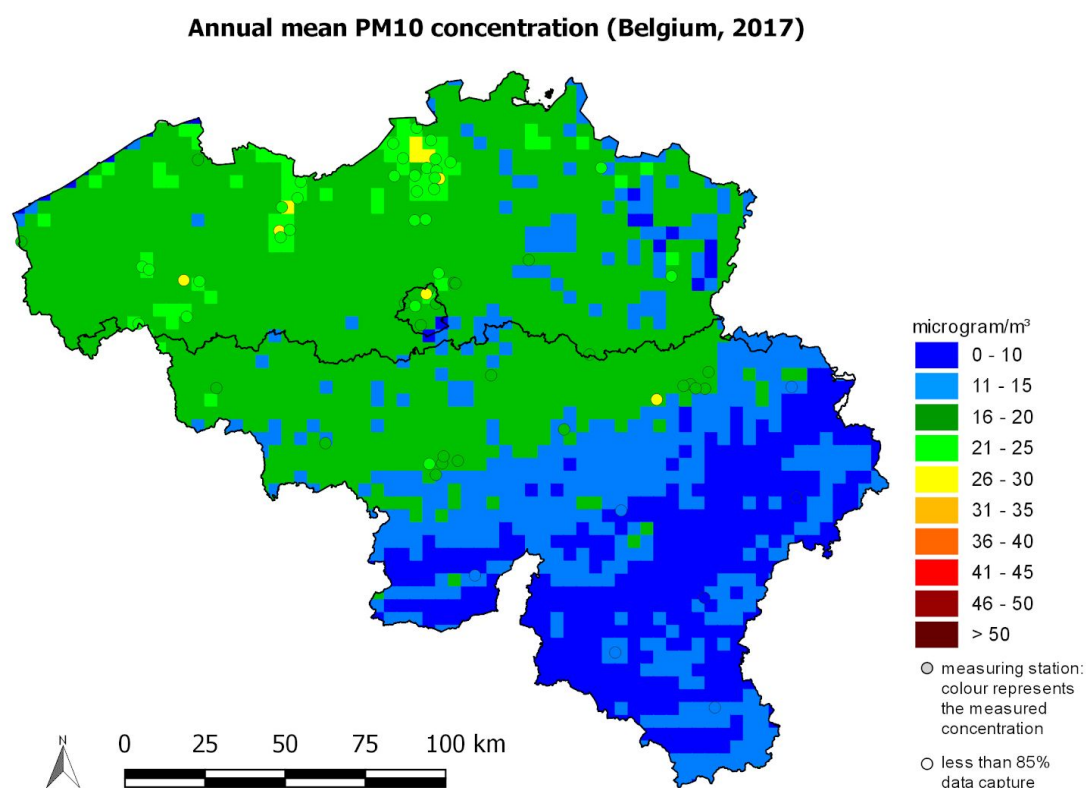 Annual mean PM10 concentration (Belgium, 2017)
microgram/m³
0 - 10
11 - 15
16 - 20
21 - 25
26 - 30
31 - 35
36 - 40
41 - 45
46 - 50
> 50
measuring station:
colour represents
the measured
concentration
less than 85%
data capture
N
0 25 50 75 100 km